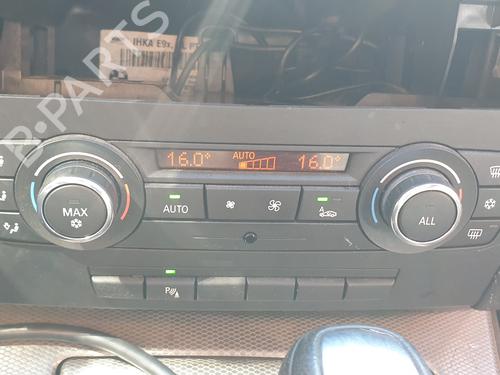 IHKA E9x,
B-PARTS
16.0° AUTO 16.0°
MAX
AUTO
A
ALL
P